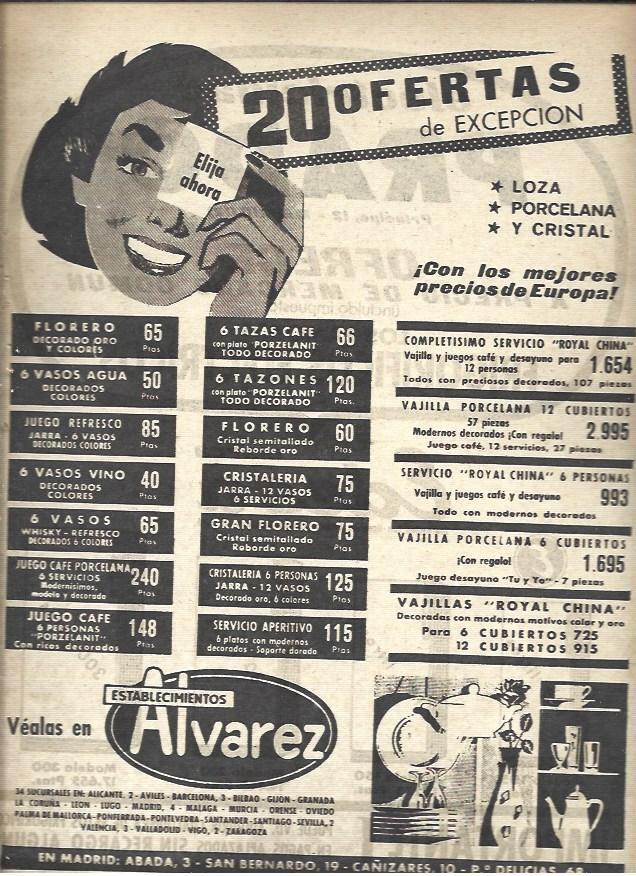 20 OFERTAS
de EXCEPCION
Elija
ahora
★ LOZA
★ PORCELANA
★ Y CRISTAL
¡Con los mejores
precios de Europa!
FLORERO
DECORADO ORO
Y COLORES
65
Ptas
6 VASOS AGUA
DECORADOS
COLORES
50
Ptas
JUEGO REFRESCO
JARRA - 6 VASOS
DECORADOS COLORES
85
Ptas
6 VASOS VINO
DECORADOS
COLORES
40
Ptas
6 VASOS
WHISKY - REFRESCO
DECORADOS 6 COLORES
65
Ptas
JUEGO CAFE PORCELANA
6 SERVICIOS
Modernisimos,
modelo y decorado
240
Ptas
JUEGO CAFE
6 PERSONAS
"PORZELANIT"
Con ricos decorados
148
Ptas
6 TAZAS CAFE
con plato "PORZELANIT"
TODO DECORADO
66
Ptas
6 TAZONES
con plato "PORZELANIT"
TODO DECORADO
120
Ptas.
FLORERO
Cristal semitallado
Reborde oro
60
Ptas
CRISTALERIA
JARRA - 12 VASOS
6 SERVICIOS
75
Ptas
GRAN FLORERO
Cristal semitallado
Reborde oro
75
Ptas
CRISTALERIA 6 PERSONAS
JARRA - 12 VASOS
Decorado oro, 6 colores
125
Ptas
SERVICIO APERITIVO
6 platos con modernos
decorados - Soporte dorado
115
Ptas
COMPLETISIMO SERVICIO "ROYAL CHINA"
Vajilla y juegos café y desayuno para
12 personas
1.654
Todos con preciosos decorados, 107 piezas
VAJILLA PORCELANA 12 CUBIERTOS
57 piezas
Modernos decorados ¡Con regalo!
2.995
Juego café, 12 servicios, 27 piezas
SERVICIO "ROYAL CHINA" 6 PERSONAS
Vajilla y juegos café y desayuno
993
Todo con modernos decorados
VAJILLA PORCELANA 6 CUBIERTOS
¡Con regalo!
1.695
Juego desayuno "Tu y Yo" - 7 piezas
VAJILLAS "ROYAL CHINA"
Decoradas con modernos motivos color y oro
Para 6 CUBIERTOS 725
12 CUBIERTOS 915
Véalas en
ESTABLECIMIENTOS
Alvarez
34 SUCURSALES EN: ALICANTE, 2 - AVILES - BARCELONA, 3 - BILBAO - GIJON - GRANADA
LA CORUÑA - LEON - LUGO - MADRID, 4 - MALAGA - MURCIA - ORENSE - OVIEDO
PALMA DE MALLORCA - PONFERRADA - PONTEVEDRA - SANTANDER - SANTIAGO - SEVILLA, 2
VALENCIA, 3 - VALLADOLID - VIGO, 2 - ZARAGOZA
EN MADRID: ABADA, 3 - SAN BERNARDO, 19 - CAÑIZARES, 10 - P.º DELICIAS, 68